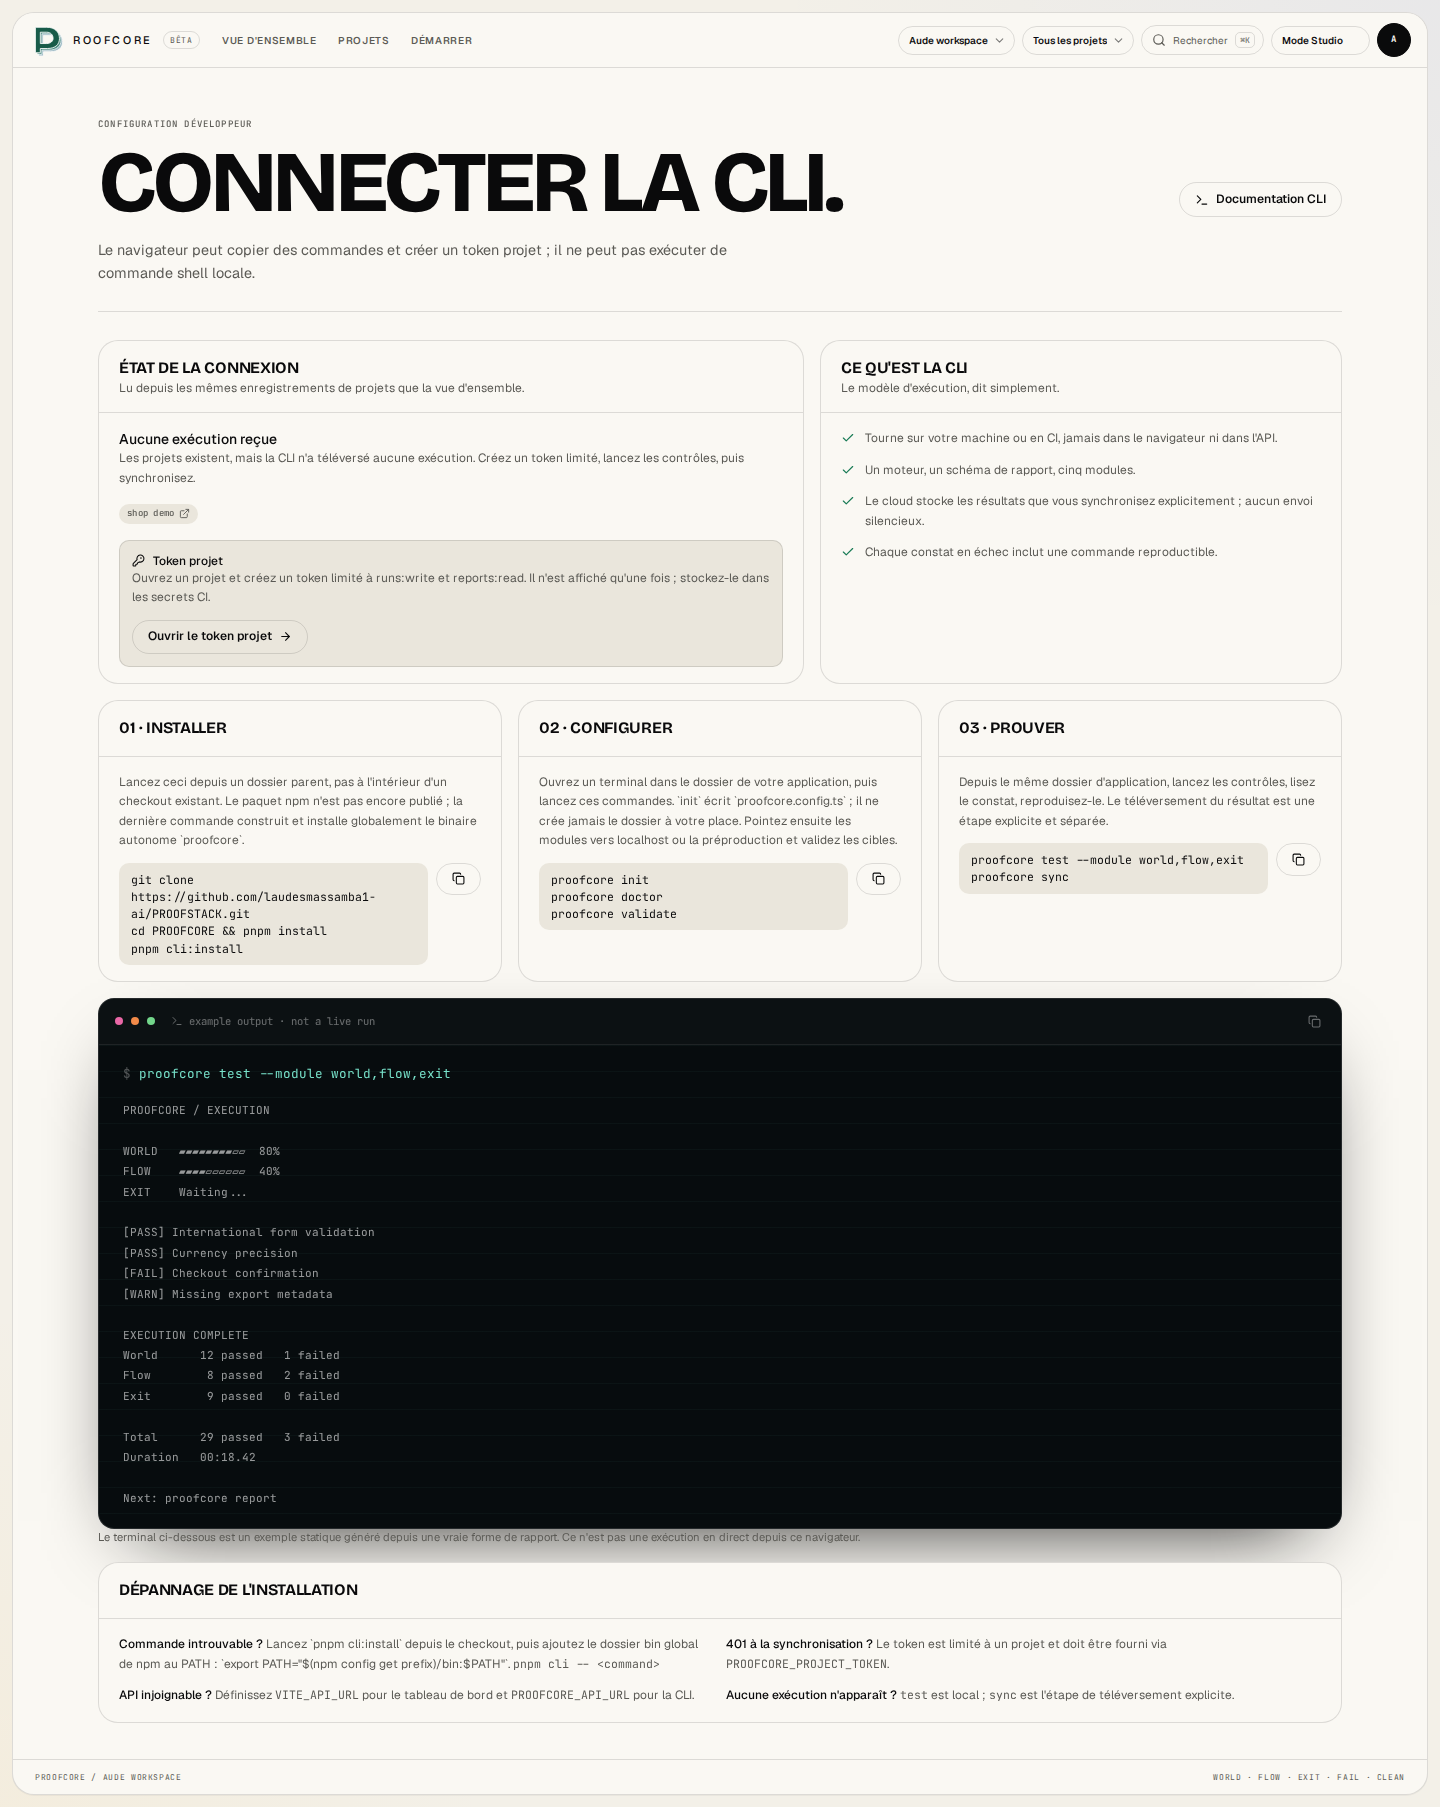 ROOFCORE
BÊTA
VUE D'ENSEMBLE
PROJETS
DÉMARRER
Aude workspace
Tous les projets
Rechercher
⌘K
Mode Studio
A
CONFIGURATION DÉVELOPPEUR
CONNECTER LA CLI.
Documentation CLI
Le navigateur peut copier des commandes et créer un token projet ; il ne peut pas exécuter de
commande shell locale.
ÉTAT DE LA CONNEXION
Lu depuis les mêmes enregistrements de projets que la vue d'ensemble.
Aucune exécution reçue
Les projets existent, mais la CLI n'a téléversé aucune exécution. Créez un token limité, lancez les contrôles, puis
synchronisez.
shop demo
Token projet
Ouvrez un projet et créez un token limité à runs:write et reports:read. Il n'est affiché qu'une fois ; stockez-le dans
les secrets CI.
Ouvrir le token projet
CE QU'EST LA CLI
Le modèle d'exécution, dit simplement.
Tourne sur votre machine ou en CI, jamais dans le navigateur ni dans l'API.
Un moteur, un schéma de rapport, cinq modules.
Le cloud stocke les résultats que vous synchronisez explicitement ; aucun envoi
silencieux.
Chaque constat en échec inclut une commande reproductible.
01 · INSTALLER
Lancez ceci depuis un dossier parent, pas à l'intérieur d'un
checkout existant. Le paquet npm n'est pas encore publié ; la
dernière commande construit et installe globalement le binaire
autonome `proofcore`.
git clone
https://github.com/laudesmassamba1-
ai/PROOFSTACK.git
cd PROOFCORE && pnpm install
pnpm cli:install
02 · CONFIGURER
Ouvrez un terminal dans le dossier de votre application, puis
lancez ces commandes. `init` écrit `proofcore.config.ts` ; il ne
crée jamais le dossier à votre place. Pointez ensuite les
modules vers localhost ou la préproduction et validez les cibles.
proofcore init
proofcore doctor
proofcore validate
03 · PROUVER
Depuis le même dossier d'application, lancez les contrôles, lisez
le constat, reproduisez-le. Le téléversement du résultat est une
étape explicite et séparée.
proofcore test --module world,flow,exit
proofcore sync
example output · not a live run
$ proofcore test --module world,flow,exit
PROOFCORE / EXECUTION
WORLD ▰▰▰▰▰▰▰▰▱▱ 80%
FLOW ▰▰▰▰▱▱▱▱▱▱ 40%
EXIT Waiting...
[PASS] International form validation
[PASS] Currency precision
[FAIL] Checkout confirmation
[WARN] Missing export metadata
EXECUTION COMPLETE
World 12 passed 1 failed
Flow 8 passed 2 failed
Exit 9 passed 0 failed
Total 29 passed 3 failed
Duration 00:18.42
Next: proofcore report
Le terminal ci-dessous est un exemple statique généré depuis une vraie forme de rapport. Ce n'est pas une exécution en direct depuis ce navigateur.
DÉPANNAGE DE L'INSTALLATION
Commande introuvable ? Lancez `pnpm cli:install` depuis le checkout, puis ajoutez le dossier bin global
de npm au PATH : `export PATH="$(npm config get prefix)/bin:$PATH"`. pnpm cli -- <command>
401 à la synchronisation ? Le token est limité à un projet et doit être fourni via
PROOFCORE_PROJECT_TOKEN.
API injoignable ? Définissez VITE_API_URL pour le tableau de bord et PROOFCORE_API_URL pour la CLI.
Aucune exécution n'apparaît ? test est local ; sync est l'étape de téléversement explicite.
PROOFCORE / AUDE WORKSPACE
WORLD · FLOW · EXIT · FAIL · CLEAN